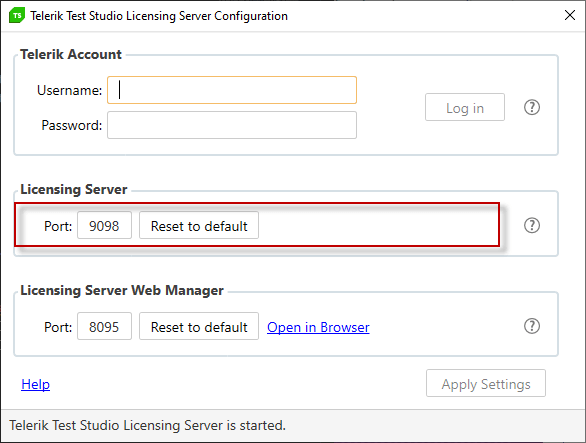 TS Telerik Test Studio Licensing Server Configuration
Telerik Account
Username:
Log in ?
Password:
Licensing Server
Port: 9098 Reset to default ?
Licensing Server Web Manager
Port: 8095 Reset to default Open in Browser ?
Help Apply Settings
Telerik Test Studio Licensing Server is started.